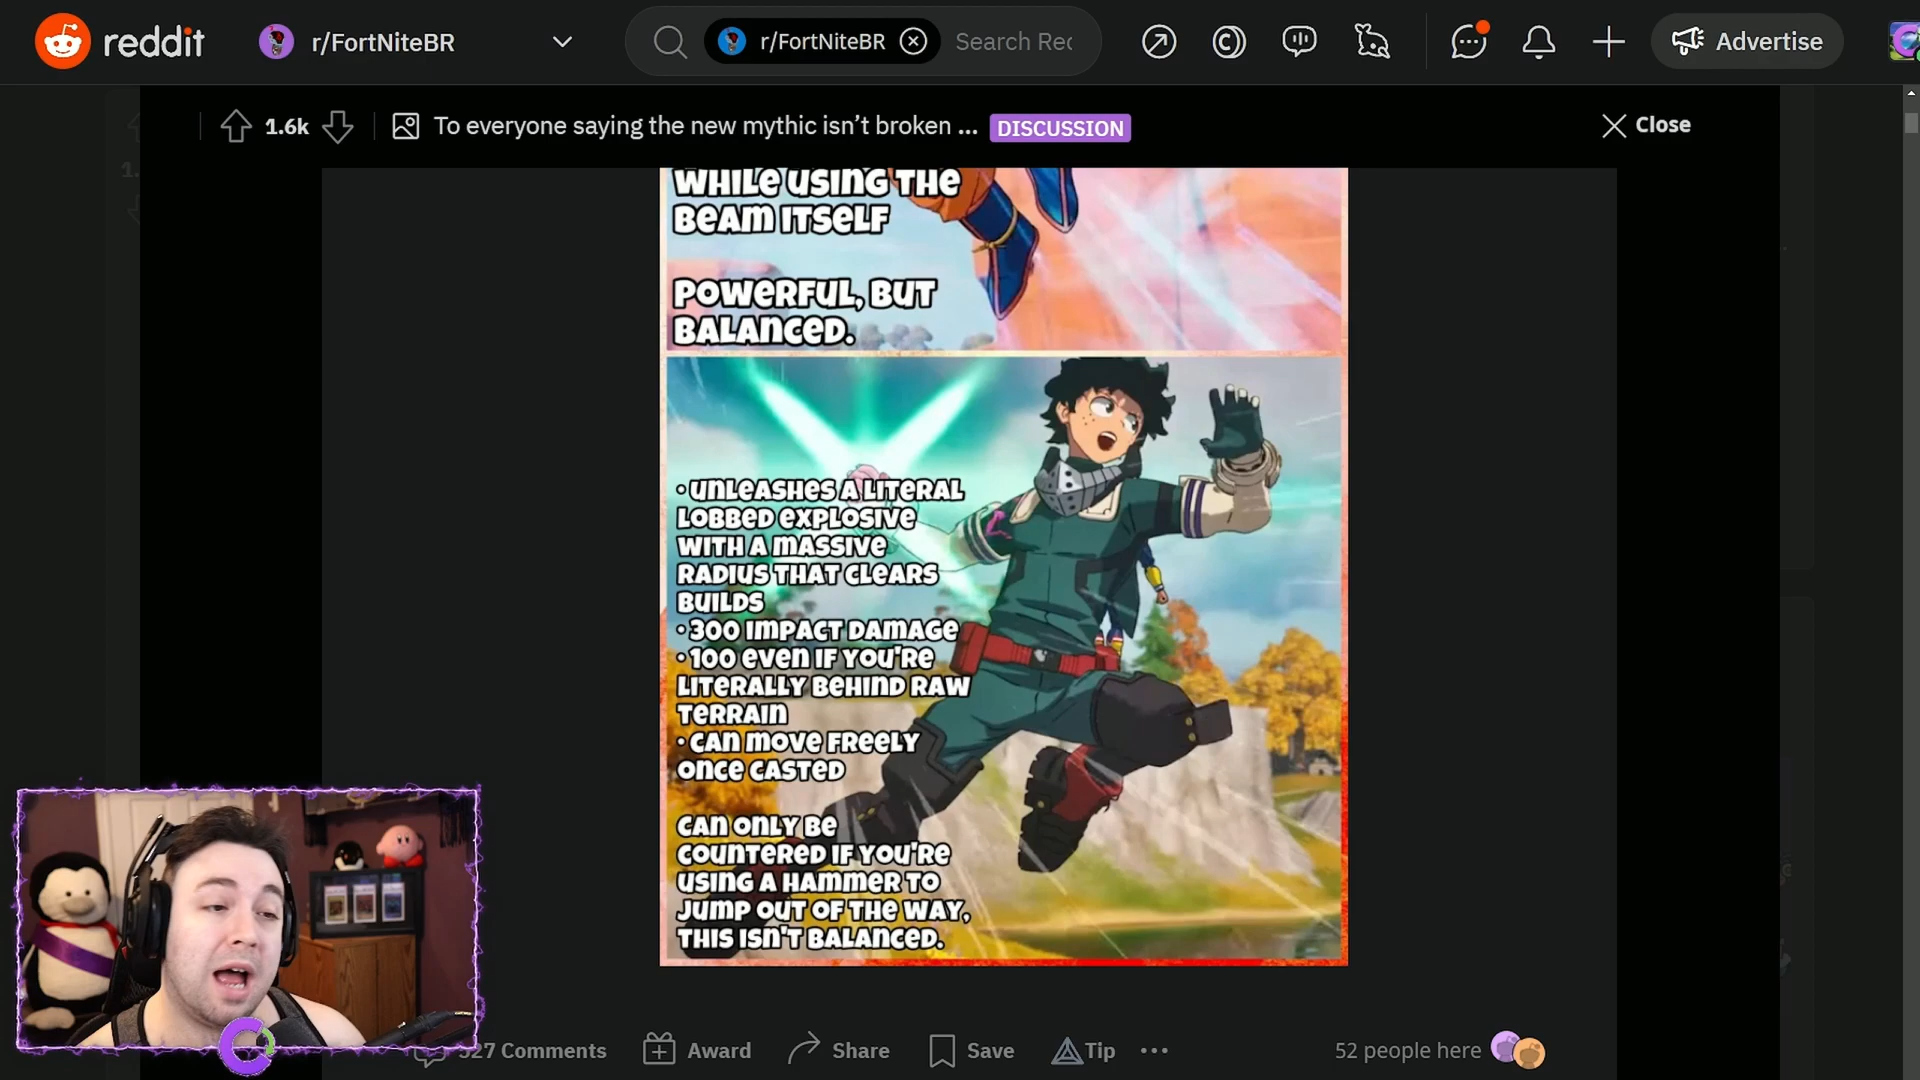 reddit
r/FortNiteBR
r/FortNiteBR
Search Rec
Advertise
1.6k
To everyone saying the new mythic isn’t broken ...
DISCUSSION
Close
WHILE USING THE
BEAM ITSELF
POWERFUL, BUT
BALANCED.
• UNLEASHES A LITERAL
LOBBED EXPLOSIVE
WITH A MASSIVE
RADIUS THAT CLEARS
BUILDS
• 300 IMPACT DAMAGE
• 100 EVEN IF YOU'RE
LITERALLY BEHIND RAW
TERRAIN
• CAN MOVE FREELY
ONCE CASTED
CAN ONLY BE
COUNTERED IF YOU'RE
USING A HAMMER TO
JUMP OUT OF THE WAY,
THIS ISN'T BALANCED.
527 Comments
Award
Share
Save
Tip
52 people here